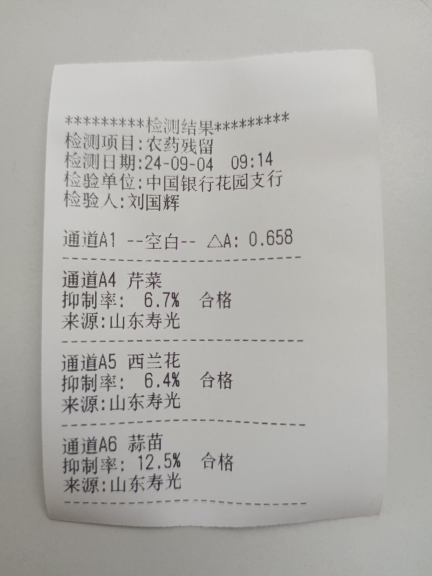 *********检测结果*********
检测项目:农药残留
检测日期:24-09-04 09:14
检验单位:中国银行花园支行
检验人:刘国辉
通道A1 --空白-- △A: 0.658
--------------------------
通道A4 芹菜
抑制率: 6.7% 合格
来源:山东寿光
--------------------------
通道A5 西兰花
抑制率: 6.4% 合格
来源:山东寿光
--------------------------
通道A6 蒜苗
抑制率: 12.5% 合格
来源:山东寿光
--------------------------